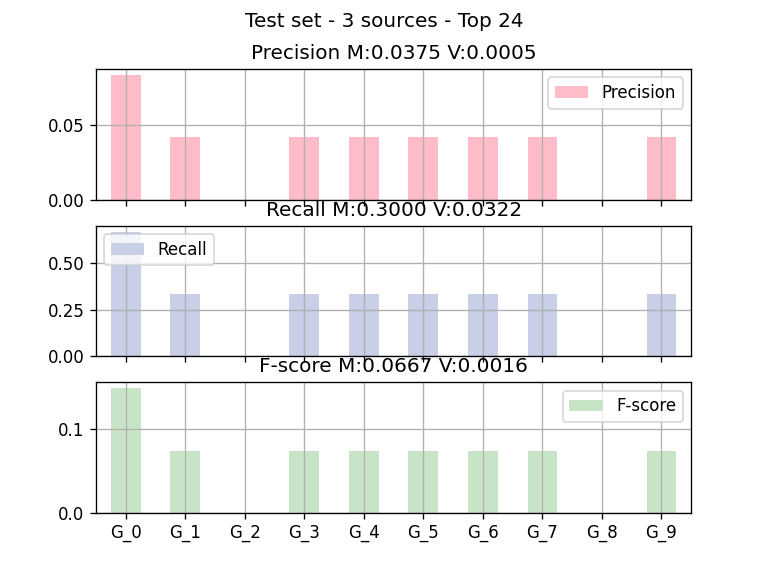 Test set - 3 sources - Top 24
Precision M:0.0375 V:0.0005
Precision
0.05
0.00
Recall M:0.3000 V:0.0322
Recall
0.50
0.25
0.00
F-score M:0.0667 V:0.0016
F-score
0.1
0.0
G_0 G_1 G_2 G_3 G_4 G_5 G_6 G_7 G_8 G_9